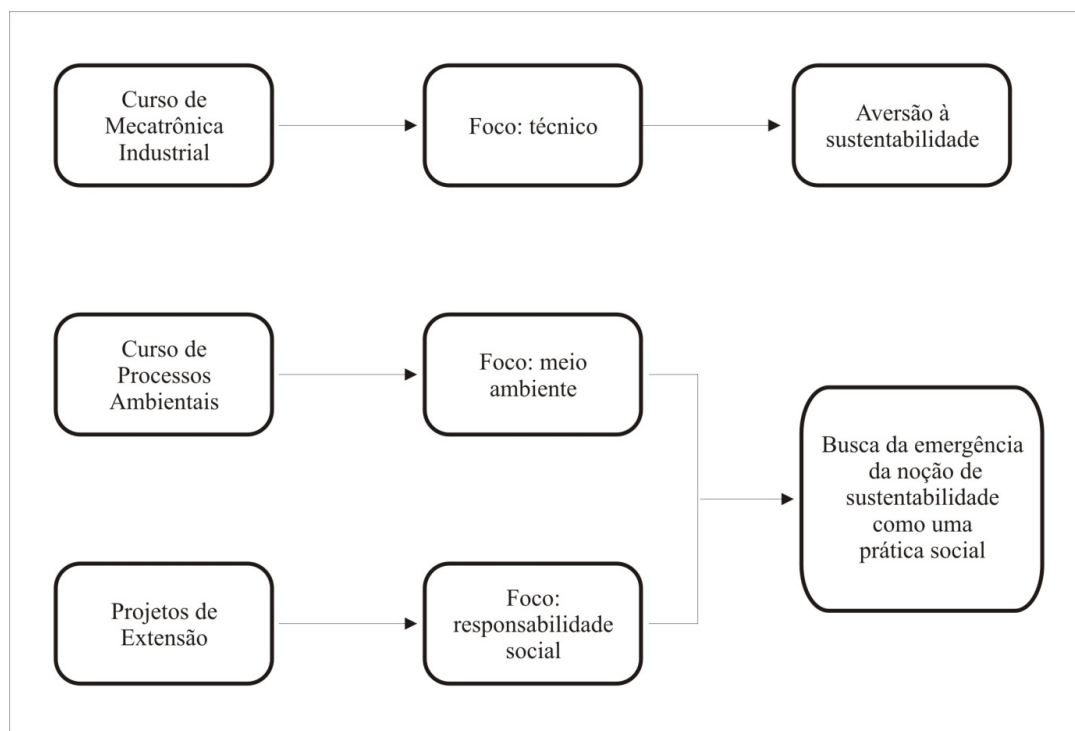 Curso de
Mecatrônica
Industrial
Foco: técnico
Aversão à
sustentabilidade
Curso de
Processos
Ambientais
Foco: meio
ambiente
Busca da emergência
da noção de
sustentabilidade
como uma
prática social
Projetos de
Extensão
Foco:
responsabilidade
social